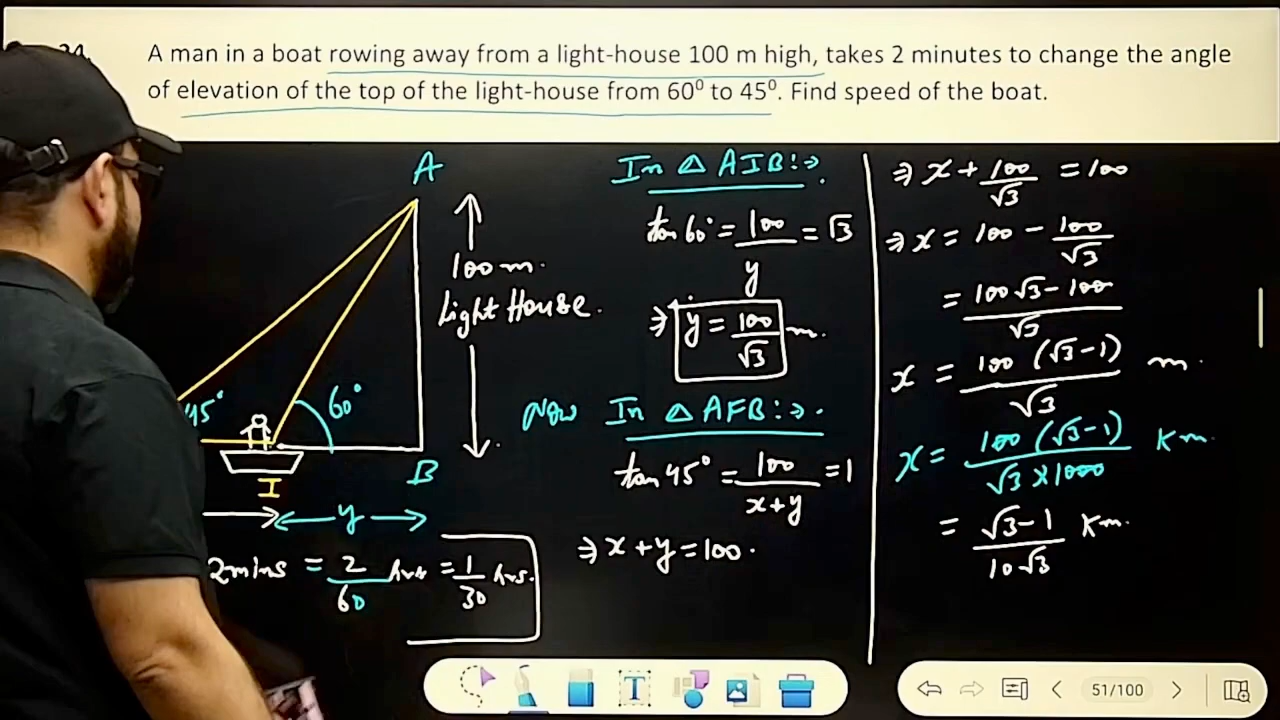 A man in a boat rowing away from a light-house 100 m high, takes 2 minutes to change the angle
of elevation of the top of the light-house from 60⁰ to 45⁰. Find speed of the boat.
A
100 m.
Light House.
45°
60°
I
B
y
2 mins = 2/60 hrs = 1/30 hrs.
In △ AIB:→.
tan 60° = 100/y = √3
⇒ y = 100/√3 m.
Now In △ AFB:→.
tan 45° = 100/x+y = 1
⇒ x + y = 100.
⇒ x + 100/√3 = 100
⇒ x = 100 - 100/√3
= 100√3 - 100/√3
x = 100 (√3-1)/√3 m.
x = 100 (√3-1)/√3 × 1000 Km.
= √3-1/10√3 Km.
T
51/100